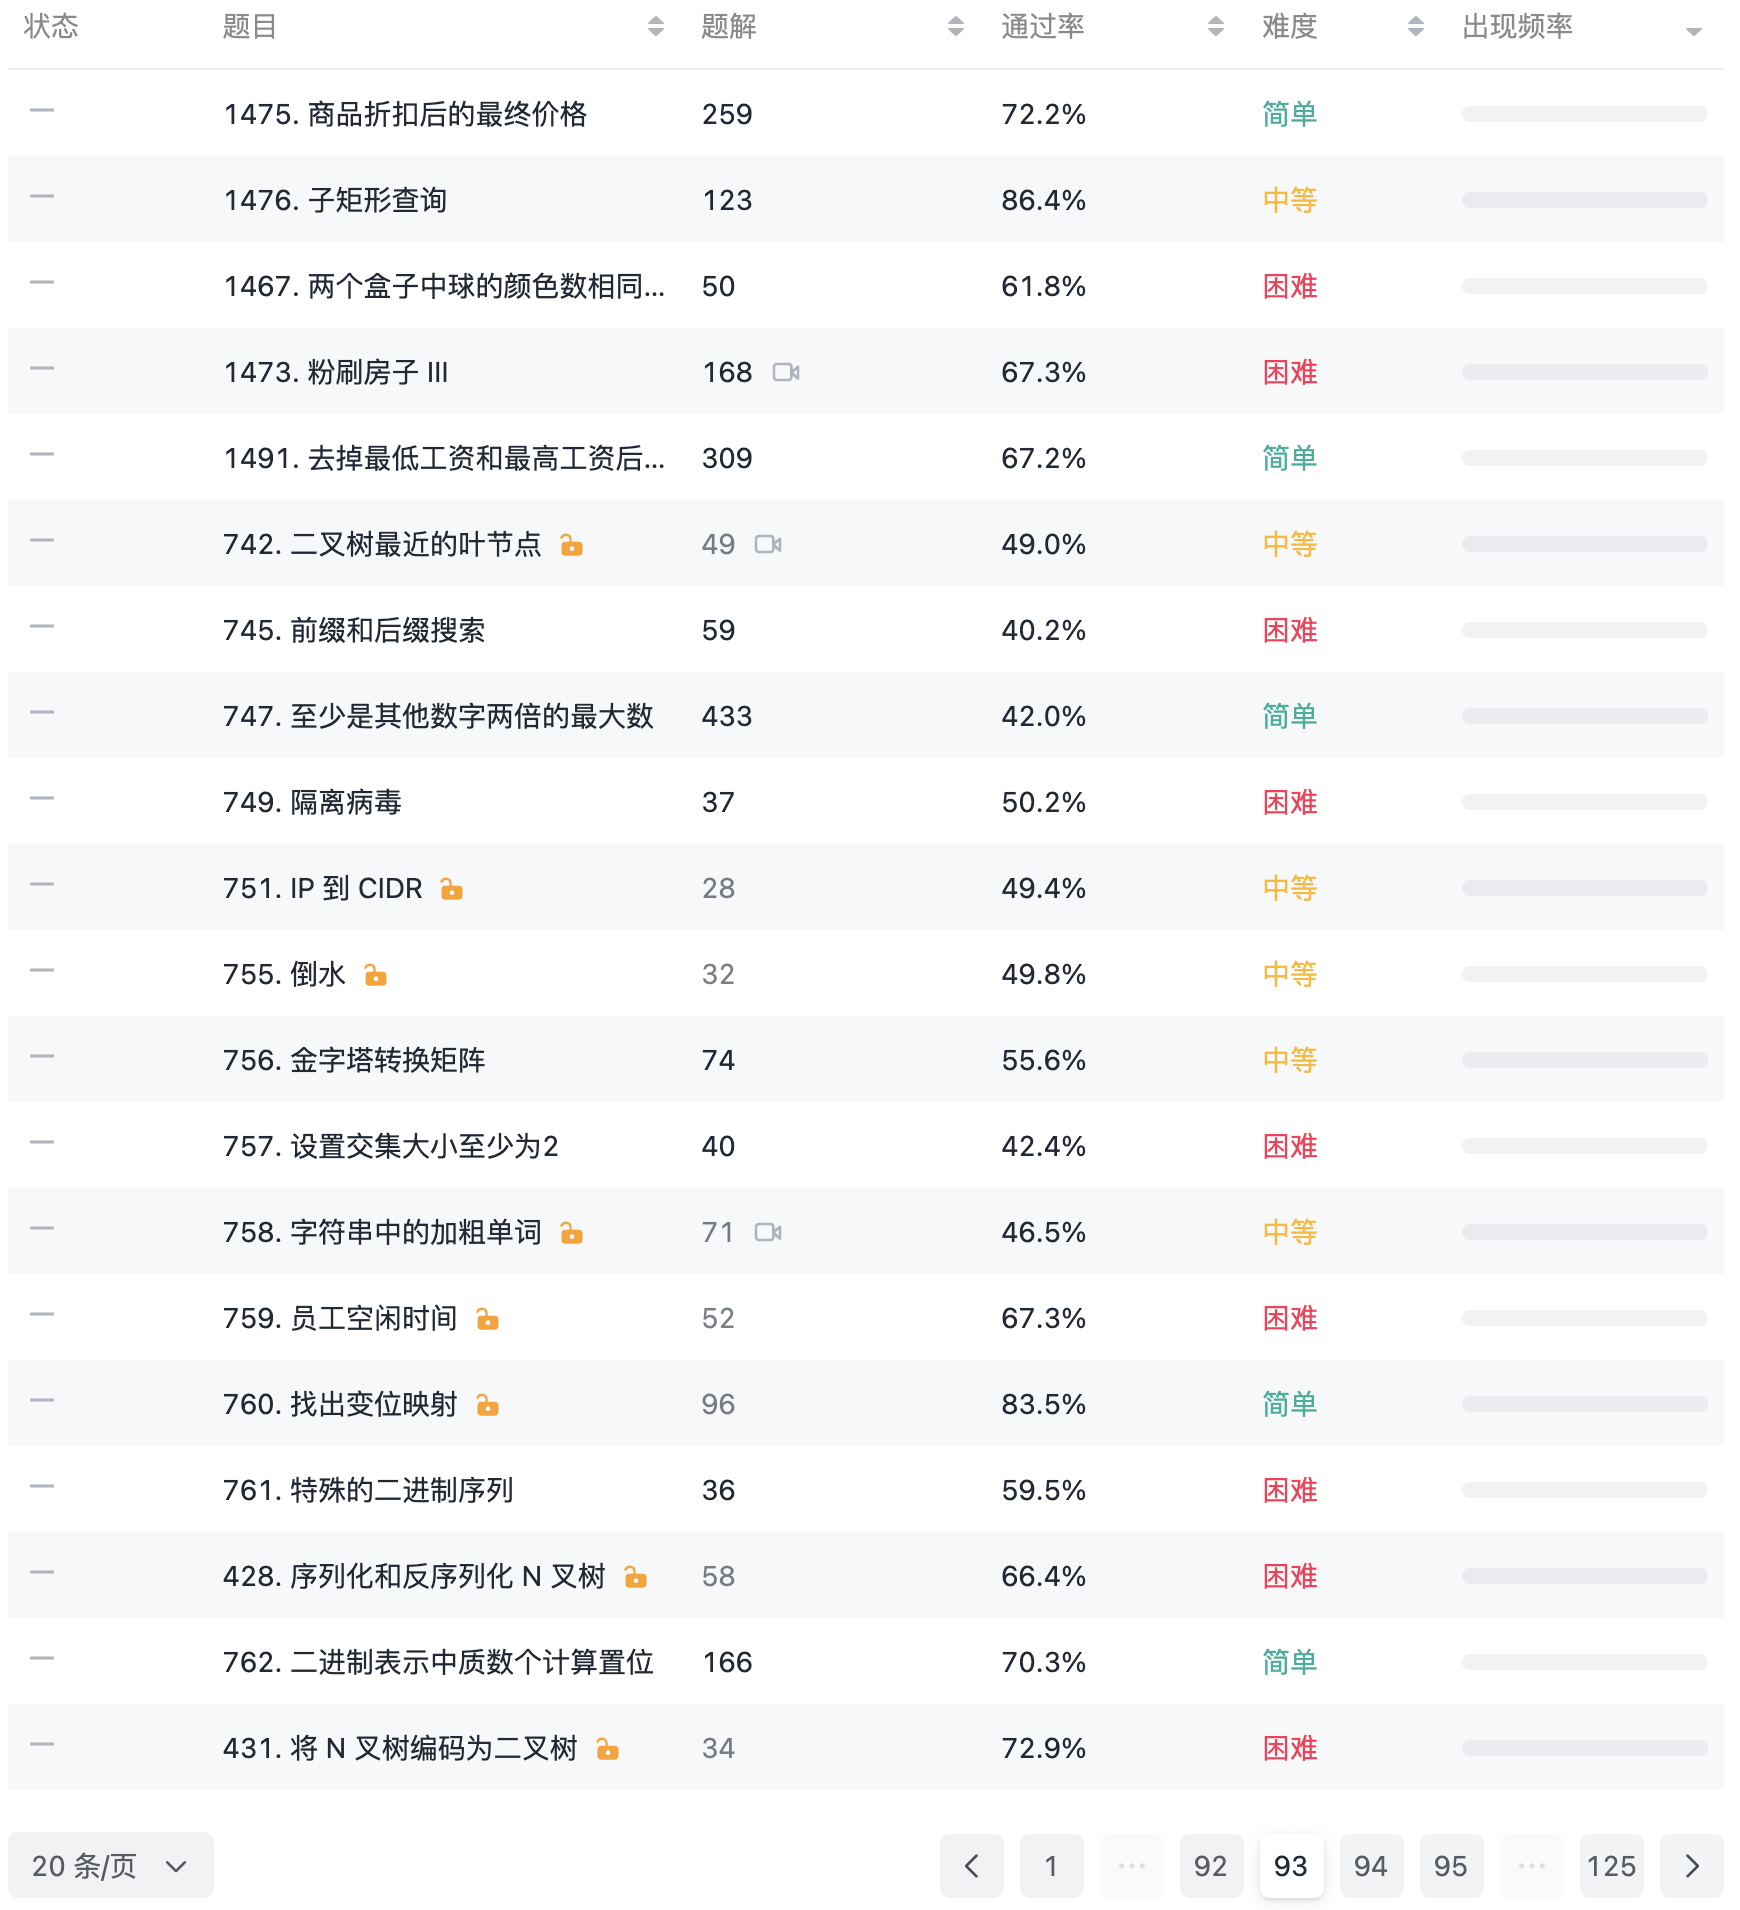 状态 题目 题解 通过率 难度 出现频率
1475. 商品折扣后的最终价格 259 72.2% 简单
1476. 子矩形查询 123 86.4% 中等
1467. 两个盒子中球的颜色数相同... 50 61.8% 困难
1473. 粉刷房子 III 168 67.3% 困难
1491. 去掉最低工资和最高工资后... 309 67.2% 简单
742. 二叉树最近的叶节点 49 49.0% 中等
745. 前缀和后缀搜索 59 40.2% 困难
747. 至少是其他数字两倍的最大数 433 42.0% 简单
749. 隔离病毒 37 50.2% 困难
751. IP 到 CIDR 28 49.4% 中等
755. 倒水 32 49.8% 中等
756. 金字塔转换矩阵 74 55.6% 中等
757. 设置交集大小至少为2 40 42.4% 困难
758. 字符串中的加粗单词 71 46.5% 中等
759. 员工空闲时间 52 67.3% 困难
760. 找出变位映射 96 83.5% 简单
761. 特殊的二进制序列 36 59.5% 困难
428. 序列化和反序列化 N 叉树 58 66.4% 困难
762. 二进制表示中质数个计算置位 166 70.3% 简单
431. 将 N 叉树编码为二叉树 34 72.9% 困难
20 条/页 1 ... 92 93 94 95 ... 125